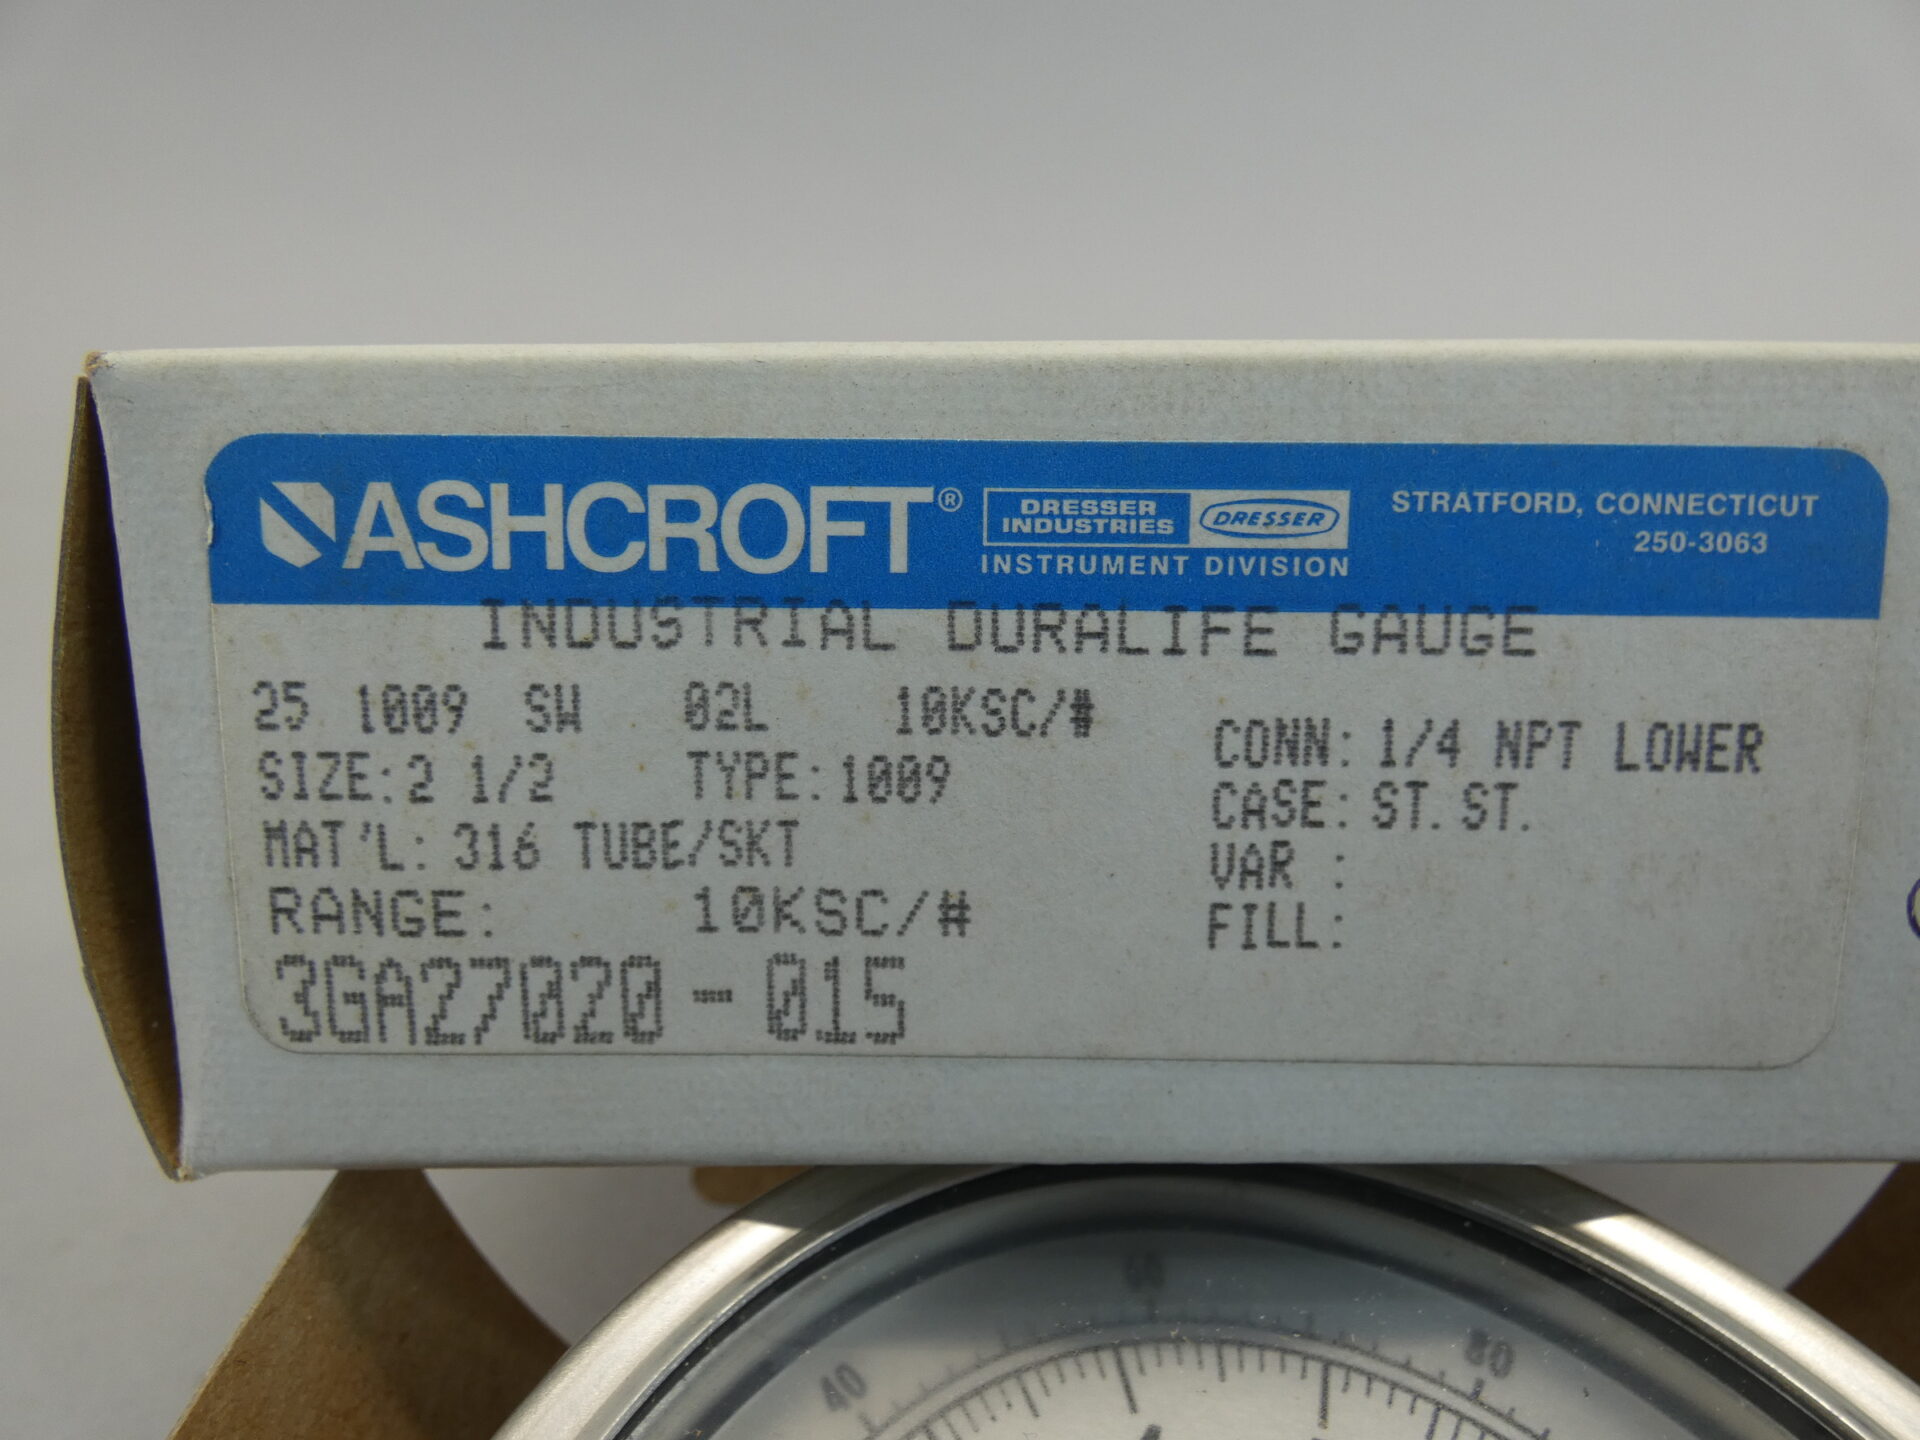 ASHCROFT®
DRESSER INDUSTRIES
DRESSER
INSTRUMENT DIVISION
STRATFORD, CONNECTICUT
250-3063
INDUSTRIAL DURALIFE GAUGE
25 1009 SW 02L 10KSC/#
SIZE:2 1/2 TYPE:1009
MAT'L: 316 TUBE/SKT
RANGE: 10KSC/#
3GA27020-015
CONN: 1/4 NPT LOWER
CASE: ST. ST.
VAR :
FILL:
40
60
80